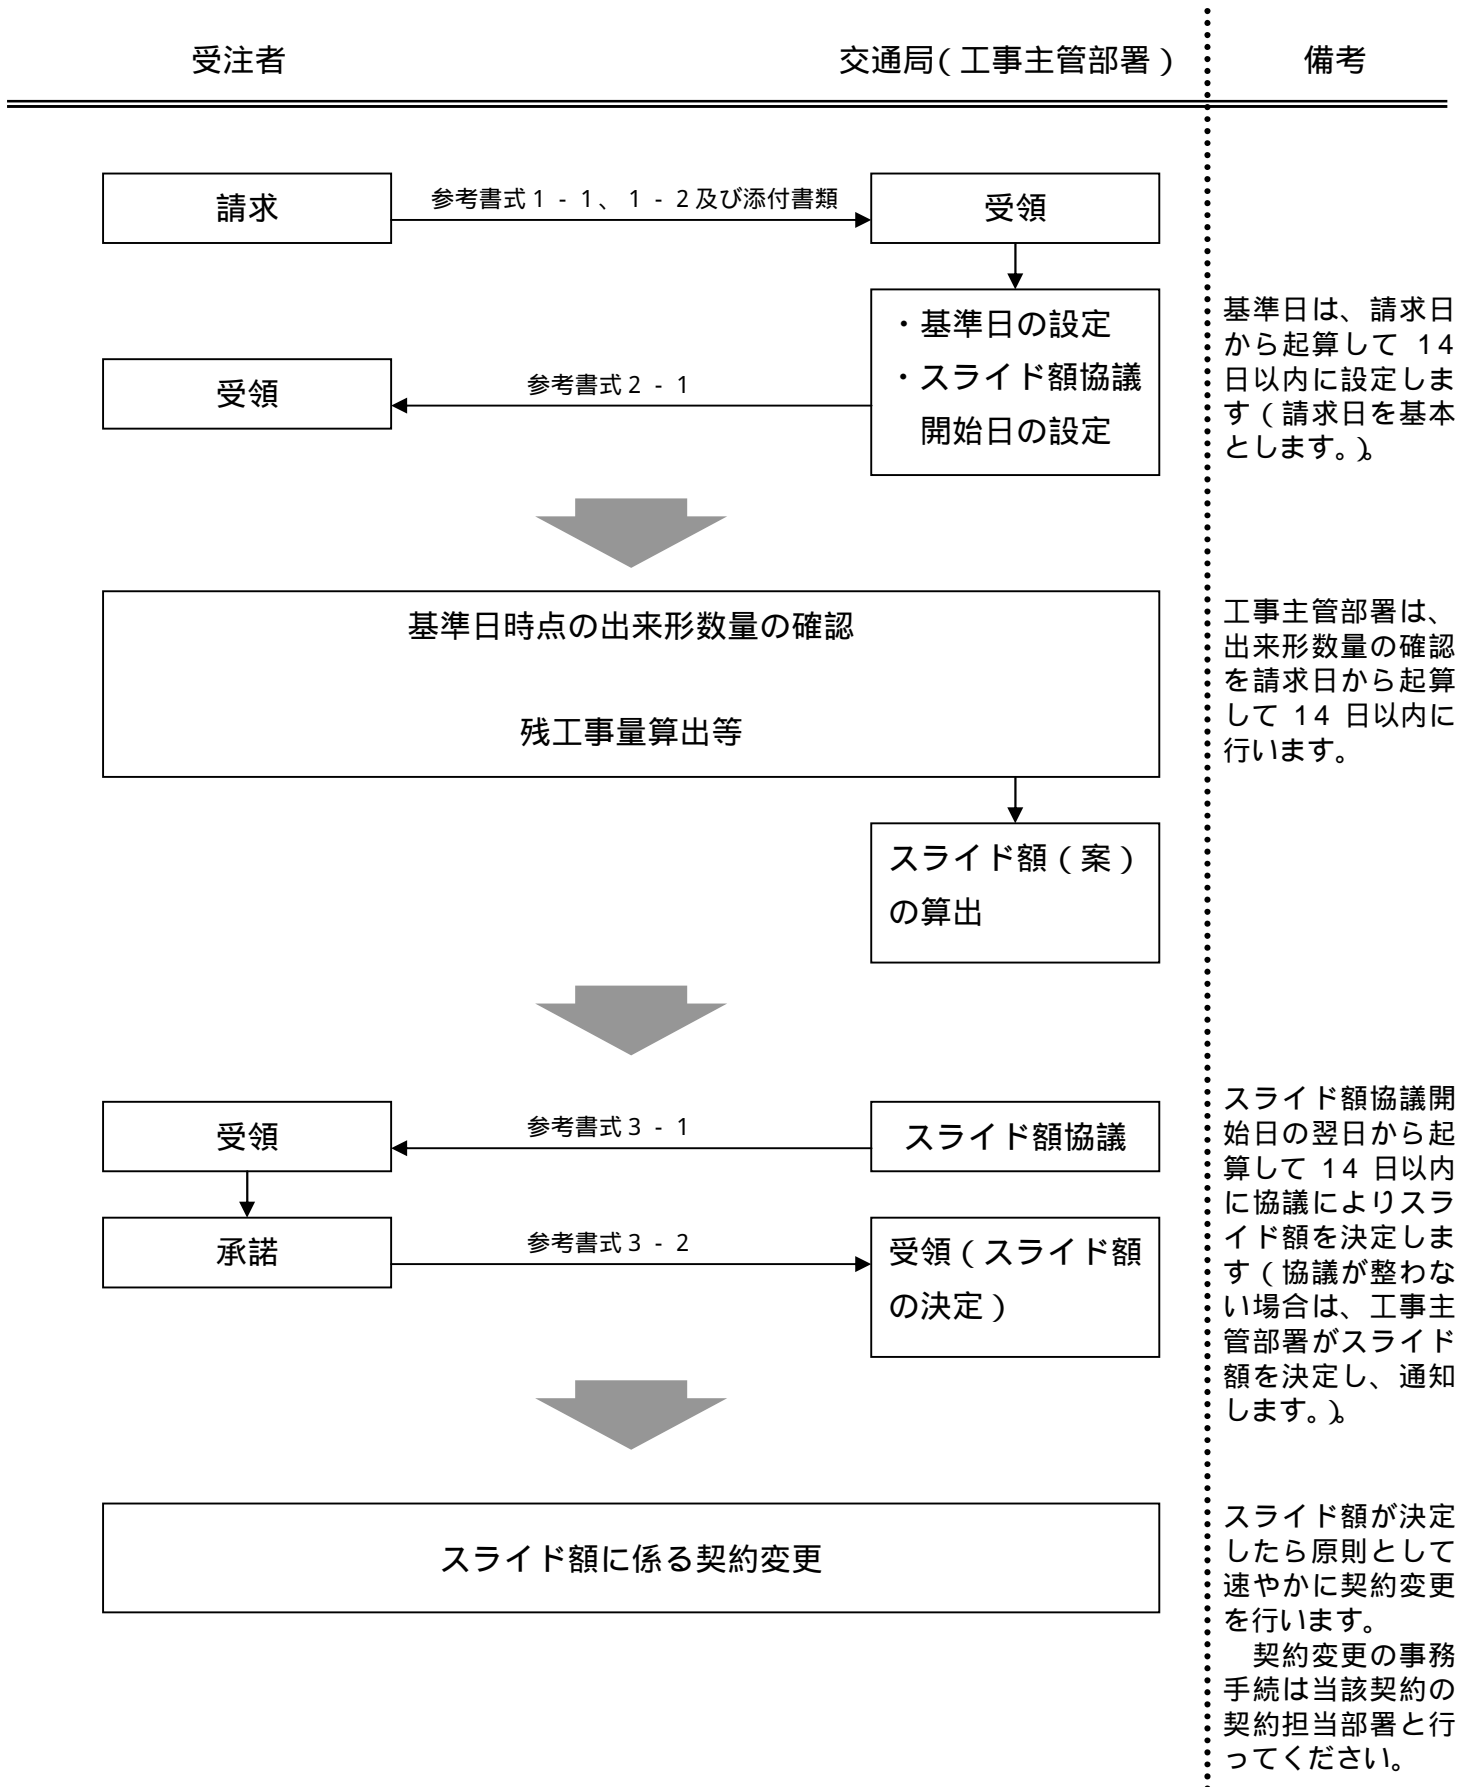 受注者
交通局(工事主管部署)
備考
請求
参考書式1-1、1-2及び添付書類
受領
・基準日の設定
・スライド額協議
開始日の設定
参考書式2-1
受領
基準日は、請求日
から起算して 14
日以内に設定しま
す(請求日を基本
とします。)。
基準日時点の出来形数量の確認
残工事量算出等
工事主管部署は、
出来形数量の確認
を請求日から起算
して 14 日以内に
行います。
スライド額(案)
の算出
受領
参考書式3-1
スライド額協議
承諾
参考書式3-2
受領(スライド額
の決定)
スライド額協議開
始日の翌日から起
算して 14 日以内
に協議によりスラ
イド額を決定しま
す(協議が整わな
い場合は、工事主
管部署がスライド
額を決定し、通知
します。)。
スライド額に係る契約変更
スライド額が決定
したら原則として
速やかに契約変更
を行います。
契約変更の事務
手続は当該契約の
契約担当部署と行
ってください。